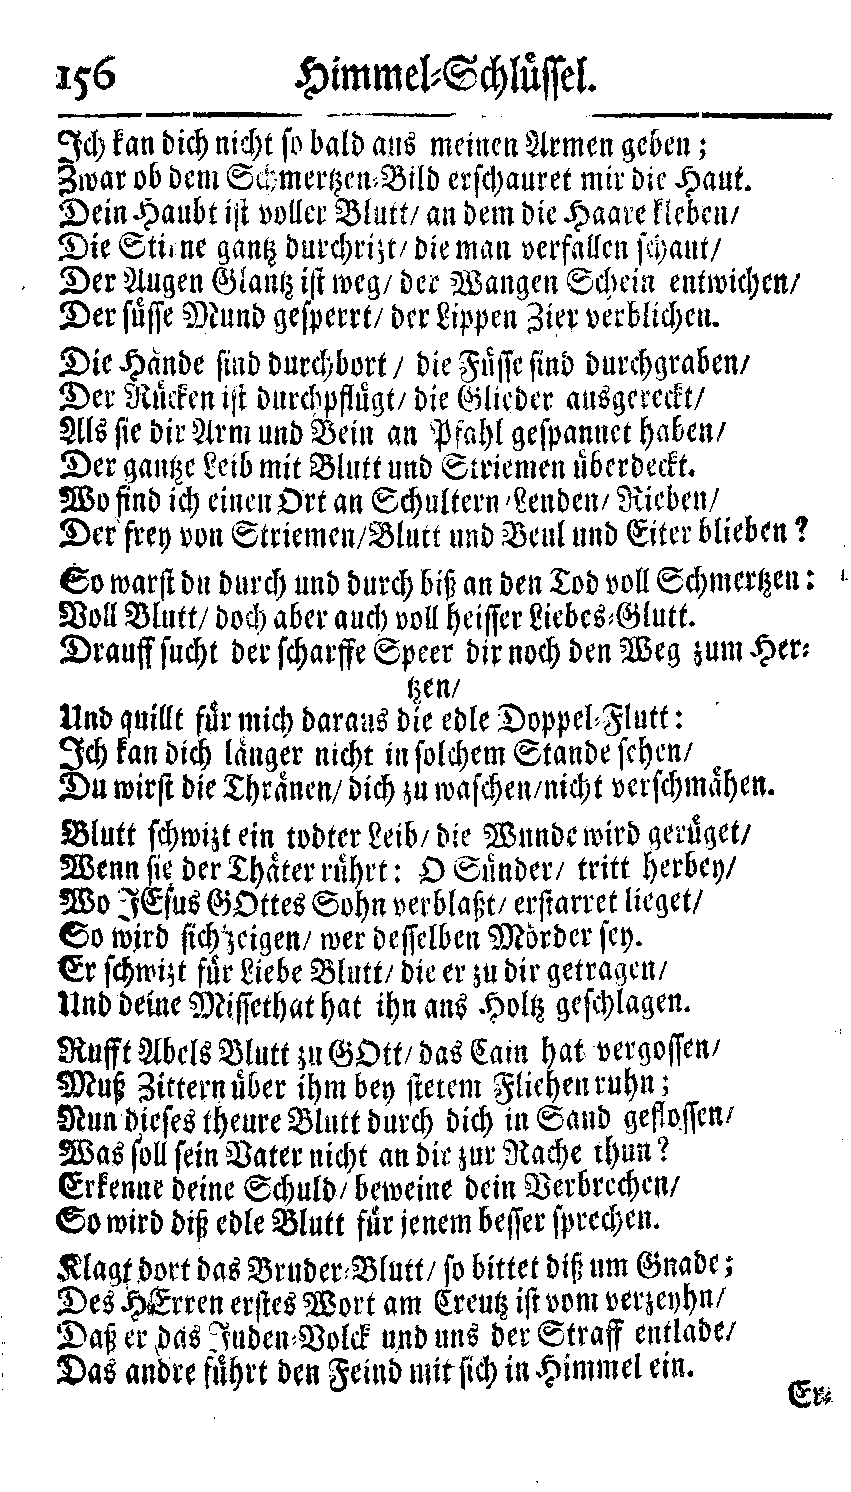 156 Himmel-Schlüssel.
Ich kan dich nicht so bald aus meinen Armen geben;
Zwar ob dem Schmertzen-Bild erschauret mir die Haut.
Dein Haubt ist voller Blutt/ an dem die Haare kleben/
Die Stirne gantz durchrizt/ die man verfallen schaut/
Der Augen Glantz ist weg/ der Wangen Schein entwichen/
Der süsse Mund gesperrt/ der Lippen Zier verblichen.
Die Hände sind durchbort/ die Füsse sind durchgraben/
Der Rücken ist durchpflügt/ die Glieder ausgereckt/
Als sie dir Arm und Bein an Pfahl gespannet haben/
Der gantze Leib mit Blutt und Striemen überdeckt.
Wo find ich einen Ort an Schultern/Lenden/ Rieben/
Der frey von Striemen/Blutt und Beul und Eiter blieben?
So warst du durch und durch biß an den Tod voll Schmertzen:
Voll Blutt/ doch aber auch voll heisser Liebes-Glutt.
Drauff sucht der scharffe Speer dir noch den Weg zum Her-
tzen/
Und quillt für mich daraus die edle Doppel-Flutt:
Ich kan dich länger nicht in solchem Stande sehen/
Du wirst die Thränen/ dich zu waschen/nicht verschmähen.
Blutt schwizt ein todter Leib/ die Wunde wird gerüget/
Wenn sie der Thäter rührt: O Sünder/ tritt herbey/
Wo JEsus GOttes Sohn verblaßt/ erstarret lieget/
So wird sich zeigen/ wer desselben Mörder sey.
Er schwizt für Liebe Blutt/ die er zu dir getragen/
Und deine Missethat hat ihn ans Holtz geschlagen.
Rufft Abels Blutt zu GOtt/ das Cain hat vergossen/
Muß Zittern über ihm bey stetem Fliehen ruhn;
Nun dieses theure Blutt durch dich in Sand geflossen/
Was soll sein Vater nicht an dir zur Rache thun?
Erkenne deine Schuld/ beweine dein Verbrechen/
So wird diß edle Blutt für jenem besser sprechen.
Klagt dort das Bruder-Blutt/ so bittet diß um Gnade;
Des HErren erstes Wort am Creutz ist vom verzeyhn/
Daß er das Juden-Volck und uns der Straff entlade/
Das andre führt den Feind mit sich in Himmel ein.
Er-